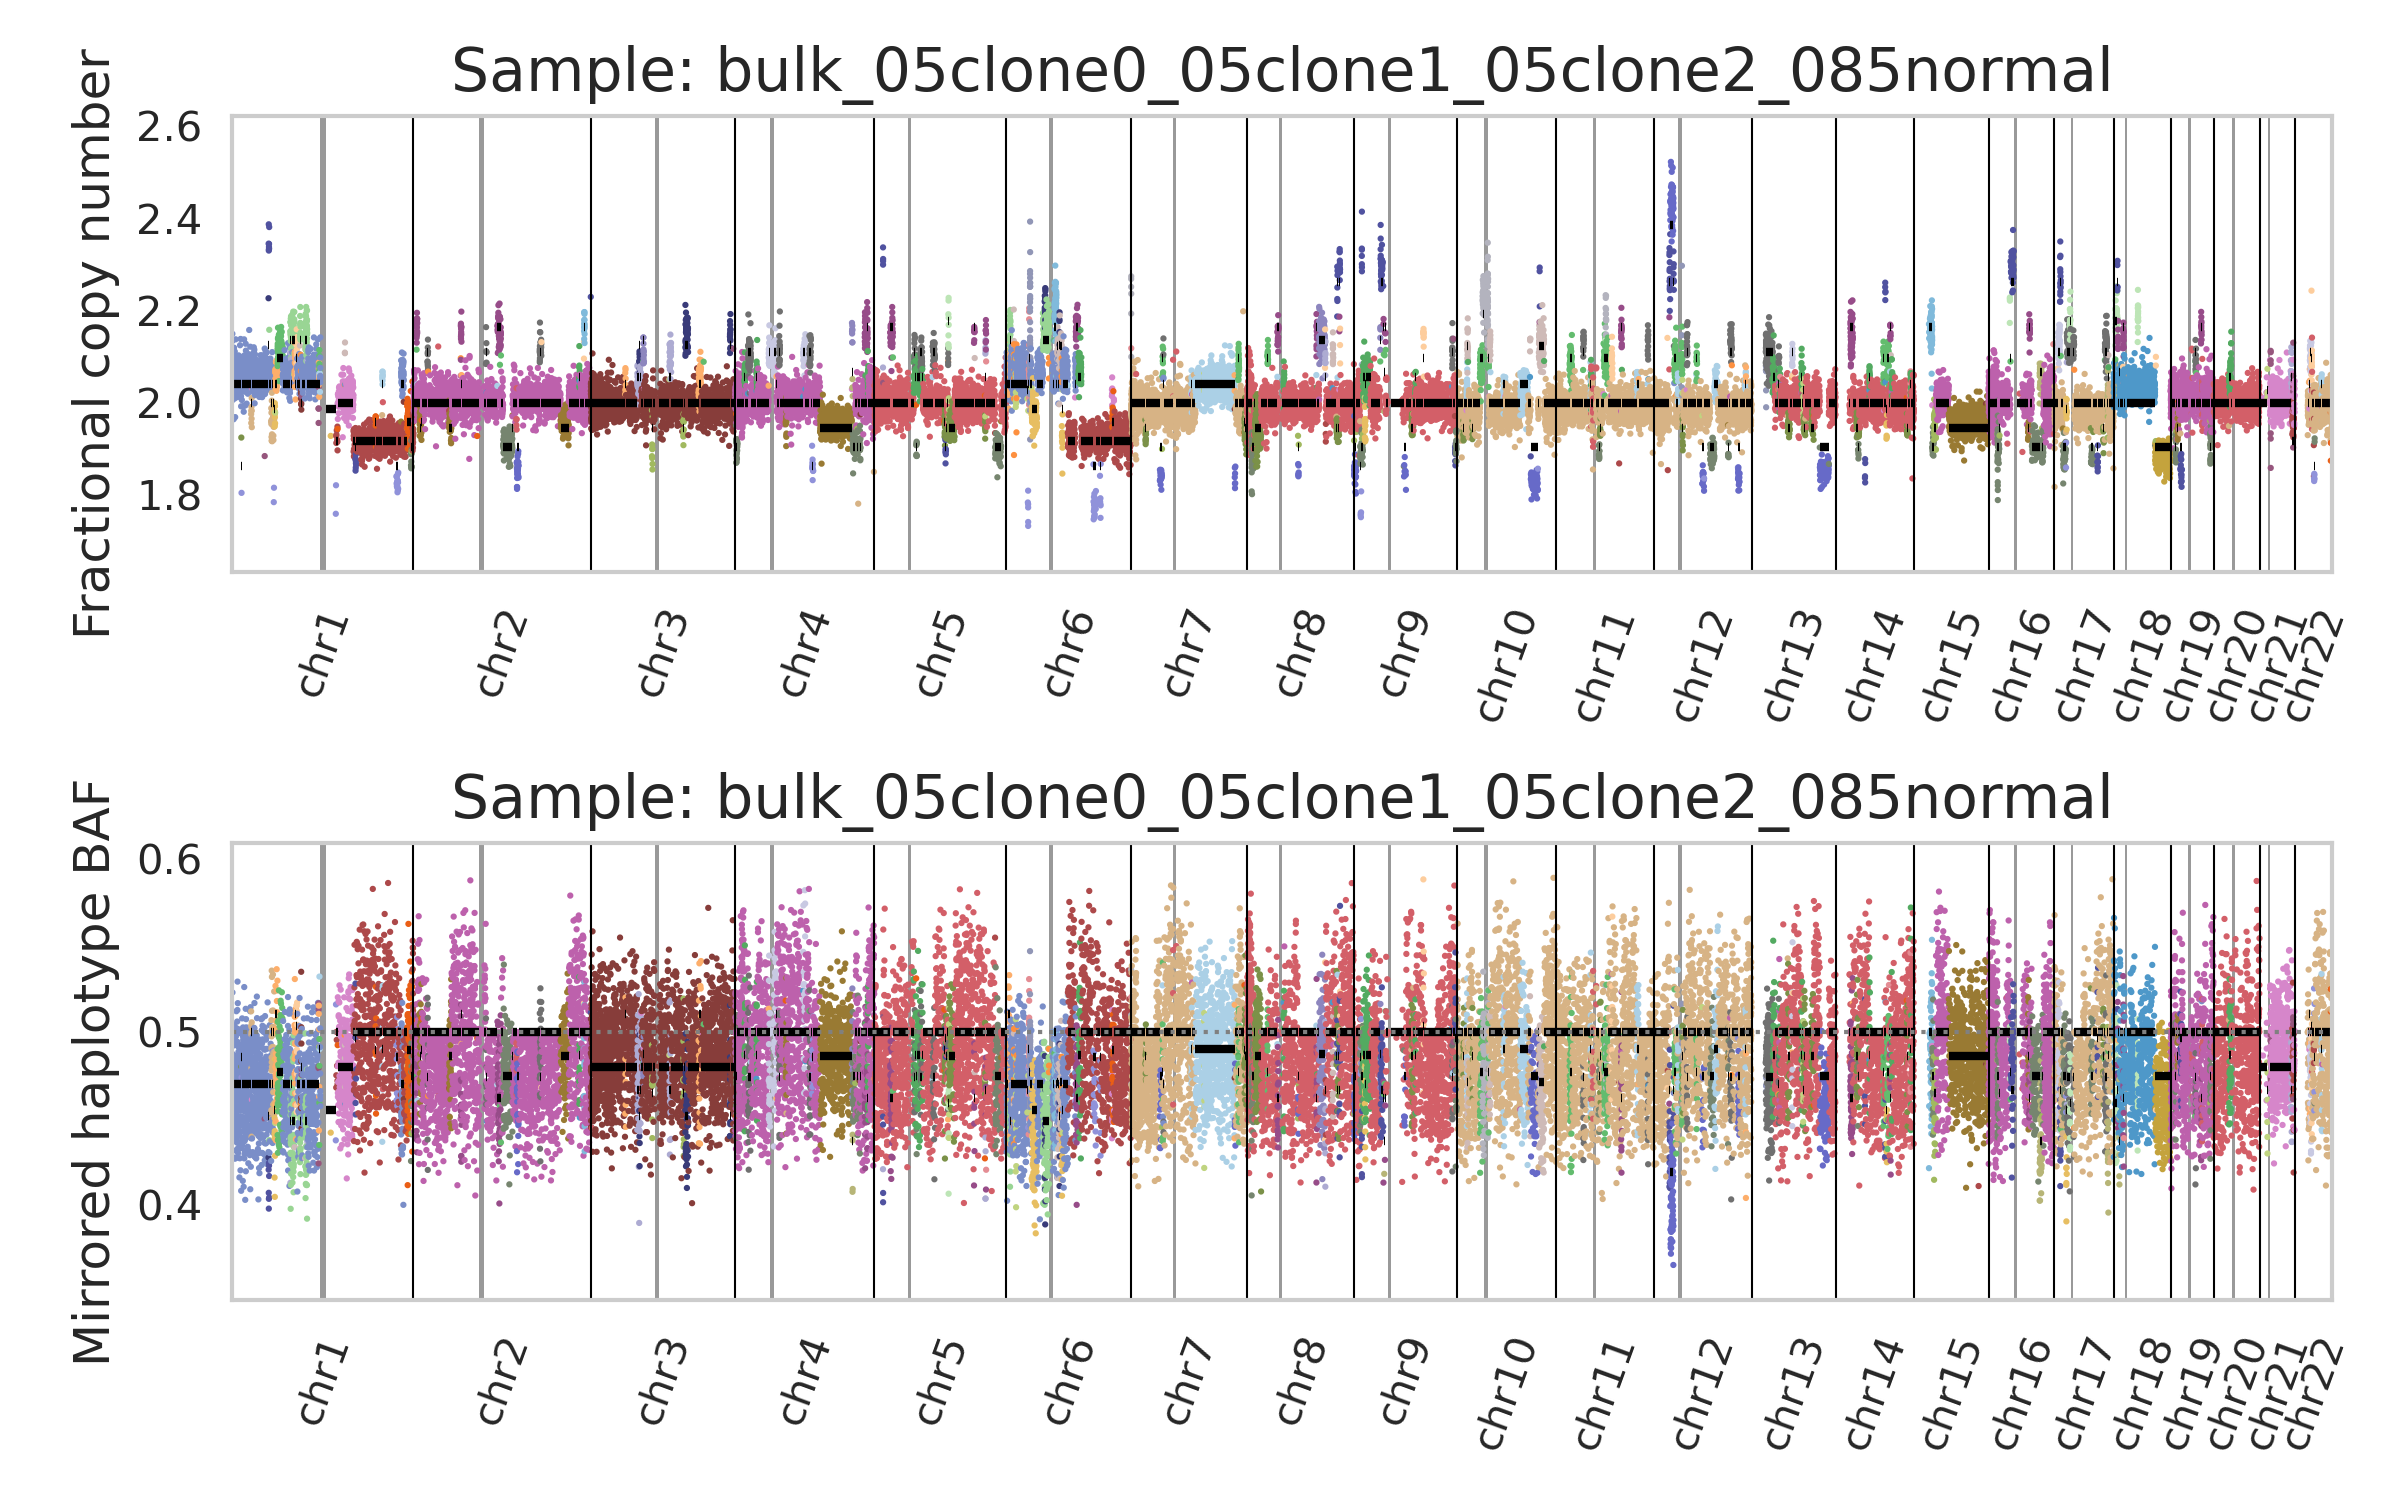 Sample: bulk_05clone0_05clone1_05clone2_085normal
Fractional copy number
2.6
2.4
2.2
2.0
1.8
chr1 chr2 chr3 chr4 chr5 chr6 chr7 chr8 chr9 chr10 chr11 chr12 chr13 chr14 chr15 chr16 chr17 chr18 chr19 chr20 chr21 chr22
Sample: bulk_05clone0_05clone1_05clone2_085normal
Mirrored haplotype BAF
0.6
0.5
0.4
chr1 chr2 chr3 chr4 chr5 chr6 chr7 chr8 chr9 chr10 chr11 chr12 chr13 chr14 chr15 chr16 chr17 chr18 chr19 chr20 chr21 chr22